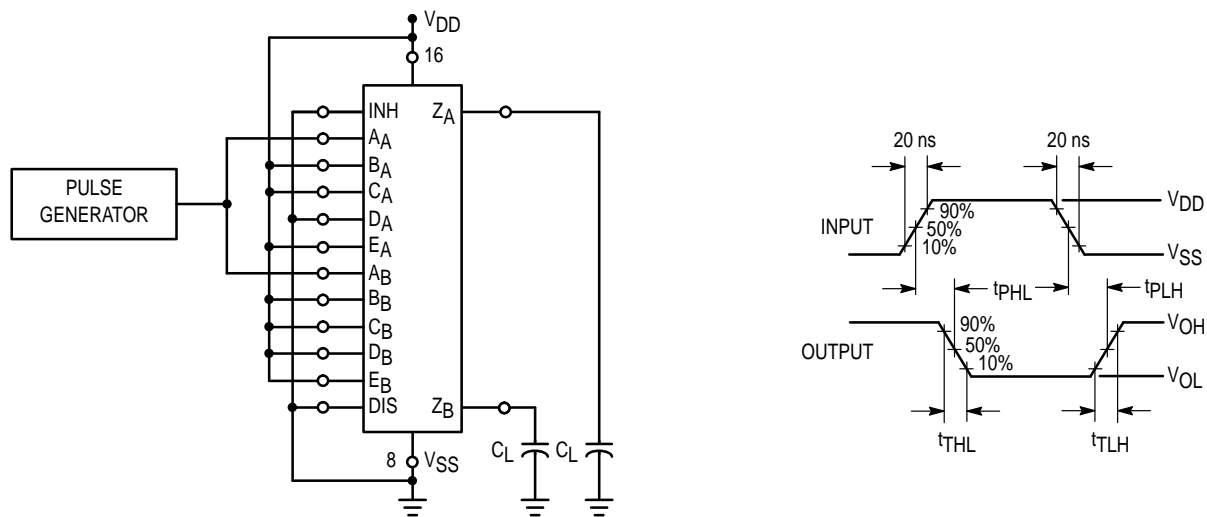 VDD
16
INH
ZA
AA
BA
CA
DA
EA
AB
BB
CB
DB
EB
DIS
ZB
PULSE
GENERATOR
8
VSS
CL
CL
20 ns
20 ns
INPUT
90%
50%
10%
VDD
VSS
tPHL
tPLH
OUTPUT
90%
50%
10%
VOH
VOL
tTHL
tTLH